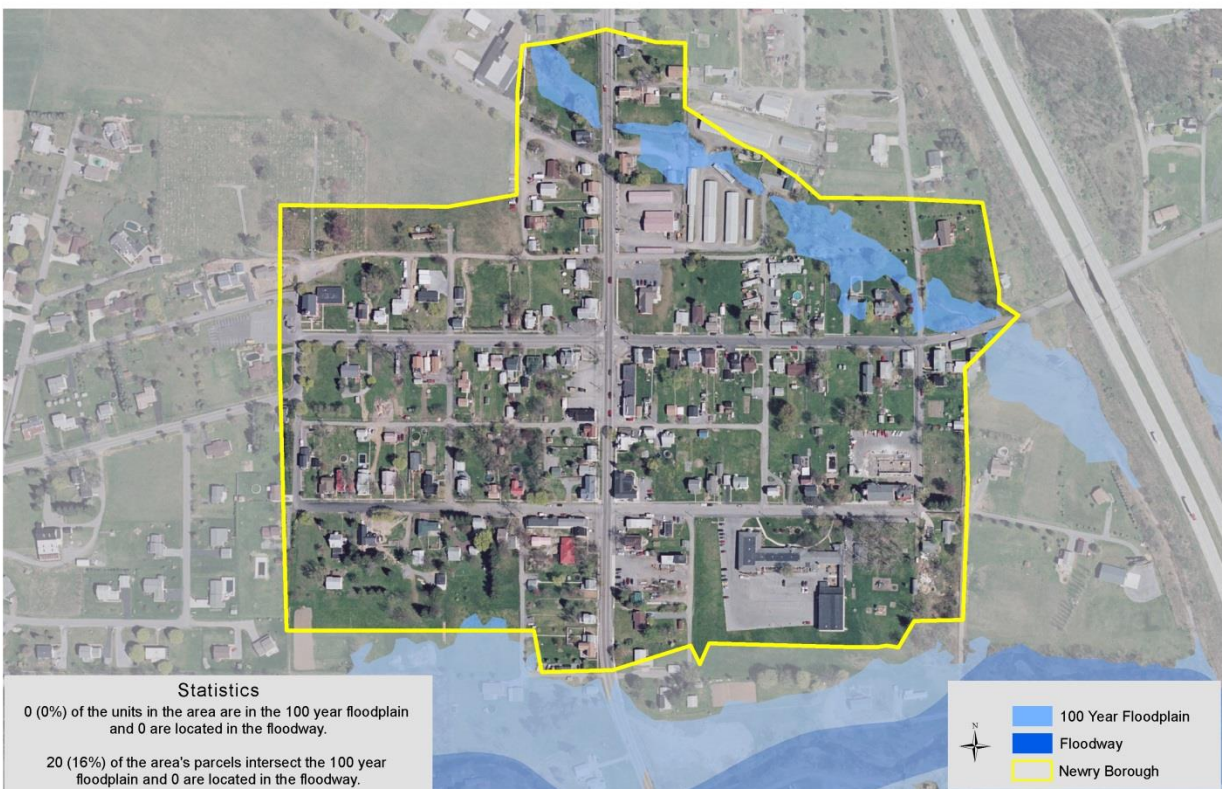 Statistics
0 (0%) of the units in the area are in the 100 year floodplain
and 0 are located in the floodway.
20 (16%) of the area's parcels intersect the 100 year
floodplain and 0 are located in the floodway.
N
100 Year Floodplain
Floodway
Newry Borough